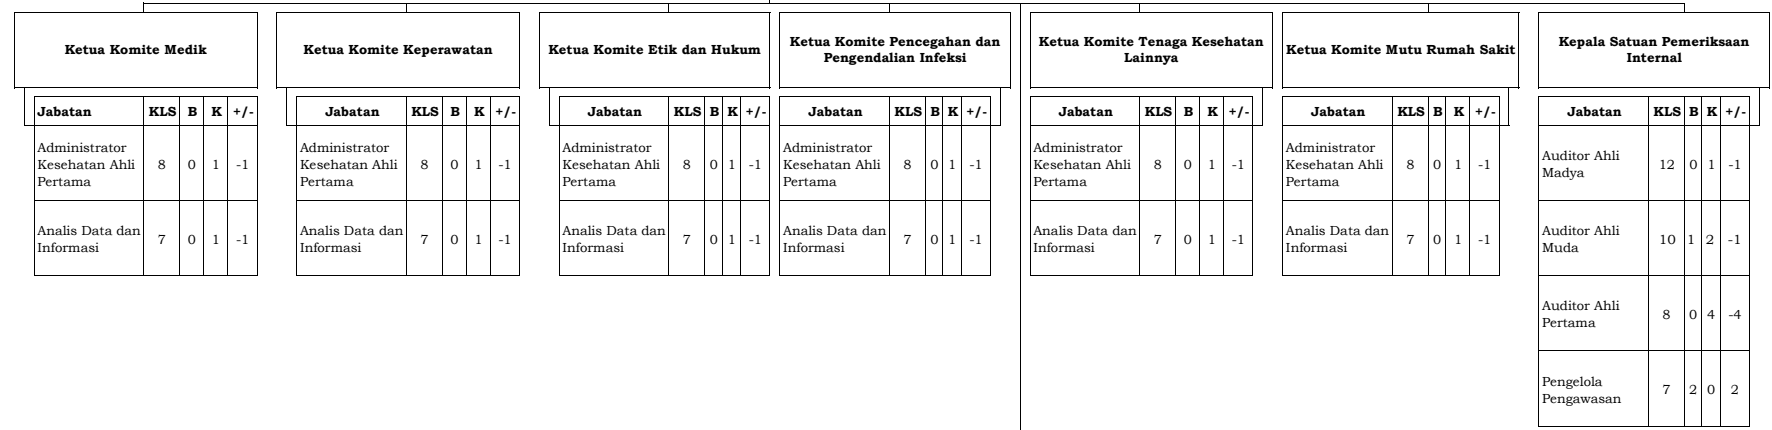 Ketua Komite Medik
Jabatan KLS B K +/-
Administrator
Kesehatan Ahli
Pertama
8 0 1 -1
Analis Data dan
Informasi
7 0 1 -1
Ketua Komite Keperawatan
Jabatan KLS B K +/-
Administrator
Kesehatan Ahli
Pertama
8 0 1 -1
Analis Data dan
Informasi
7 0 1 -1
Ketua Komite Etik dan Hukum
Jabatan KLS B K +/-
Administrator
Kesehatan Ahli
Pertama
8 0 1 -1
Analis Data dan
Informasi
7 0 1 -1
Ketua Komite Pencegahan dan
Pengendalian Infeksi
Jabatan KLS B K +/-
Administrator
Kesehatan Ahli
Pertama
8 0 1 -1
Analis Data dan
Informasi
7 0 1 -1
Ketua Komite Tenaga Kesehatan
Lainnya
Jabatan KLS B K +/-
Administrator
Kesehatan Ahli
Pertama
8 0 1 -1
Analis Data dan
Informasi
7 0 1 -1
Ketua Komite Mutu Rumah Sakit
Jabatan KLS B K +/-
Administrator
Kesehatan Ahli
Pertama
8 0 1 -1
Analis Data dan
Informasi
7 0 1 -1
Kepala Satuan Pemeriksaan
Internal
Jabatan KLS B K +/-
Auditor Ahli
Madya
12 0 1 -1
Auditor Ahli
Muda
10 1 2 -1
Auditor Ahli
Pertama
8 0 4 -4
Pengelola
Pengawasan
7 2 0 2